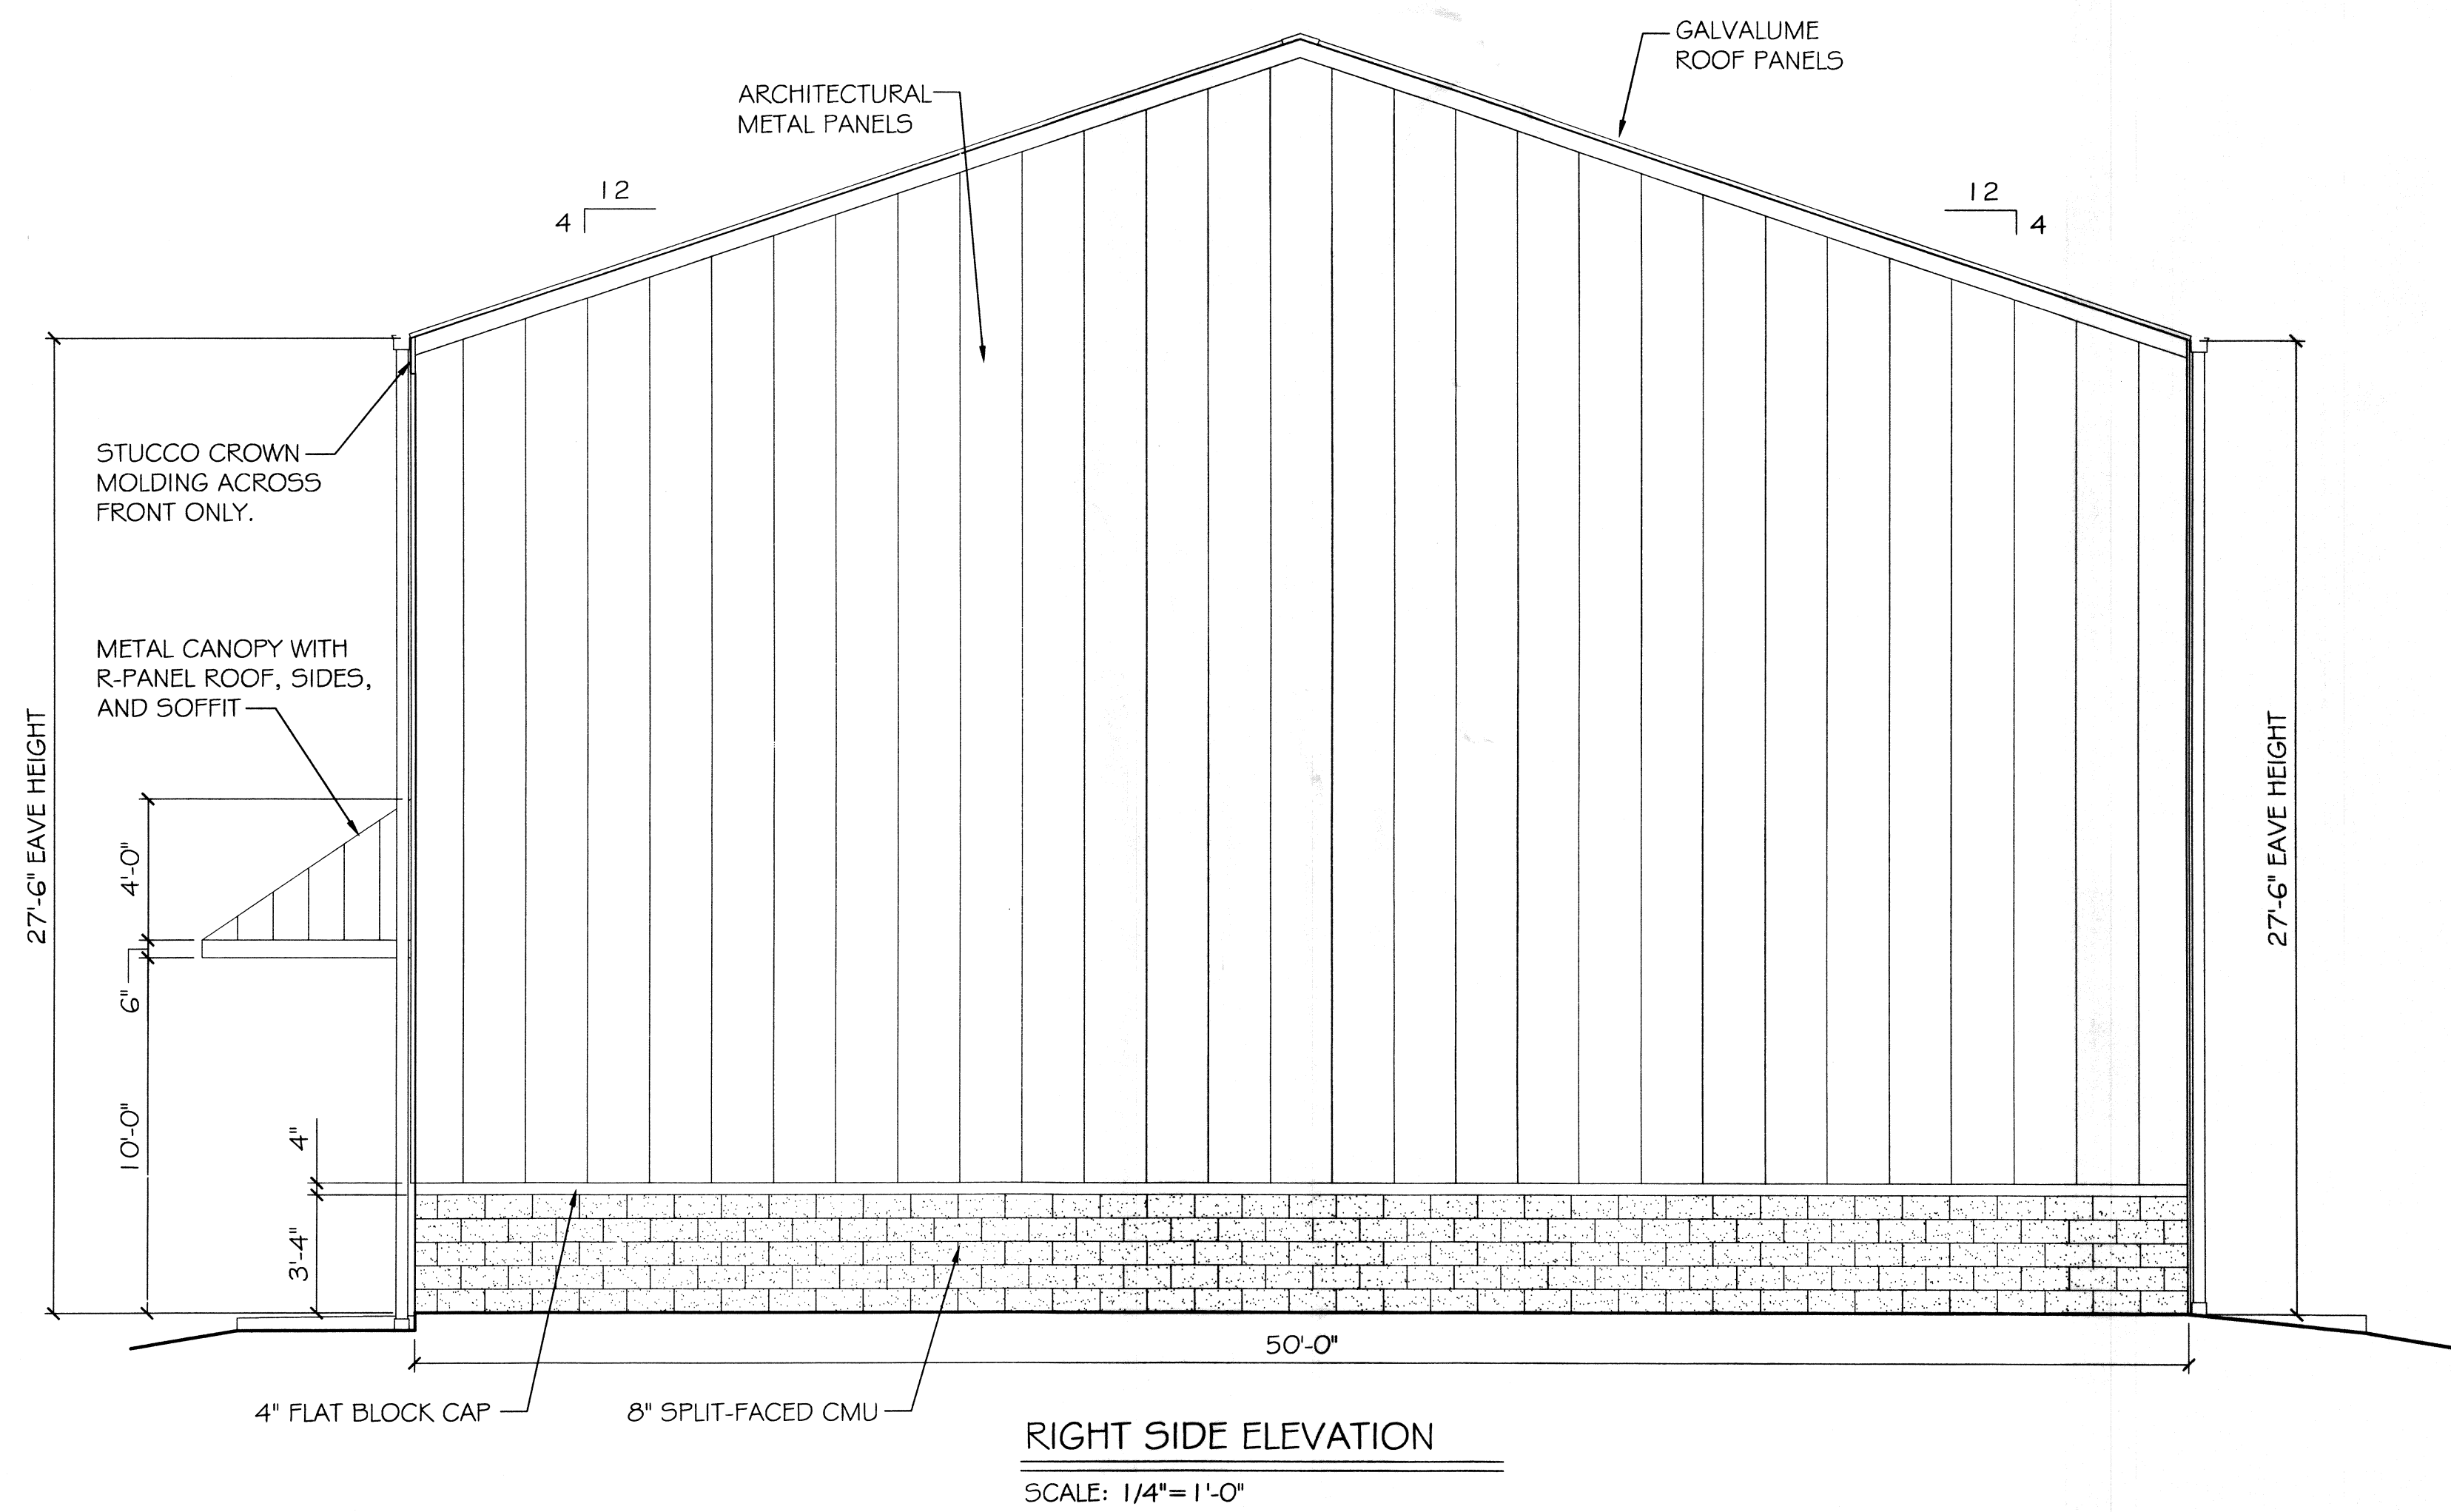 GALVALUME
ROOF PANELS
ARCHITECTURAL
METAL PANELS
12
4
12
4
STUCCO CROWN
MOLDING ACROSS
FRONT ONLY.
METAL CANOPY WITH
R-PANEL ROOF, SIDES,
AND SOFFIT
27'-6" EAVE HEIGHT
4'-0"
6"
10'-0"
4"
3'-4"
27'-6" EAVE HEIGHT
50'-0"
4" FLAT BLOCK CAP
8" SPLIT-FACED CMU
RIGHT SIDE ELEVATION
SCALE: 1/4"=1'-0"